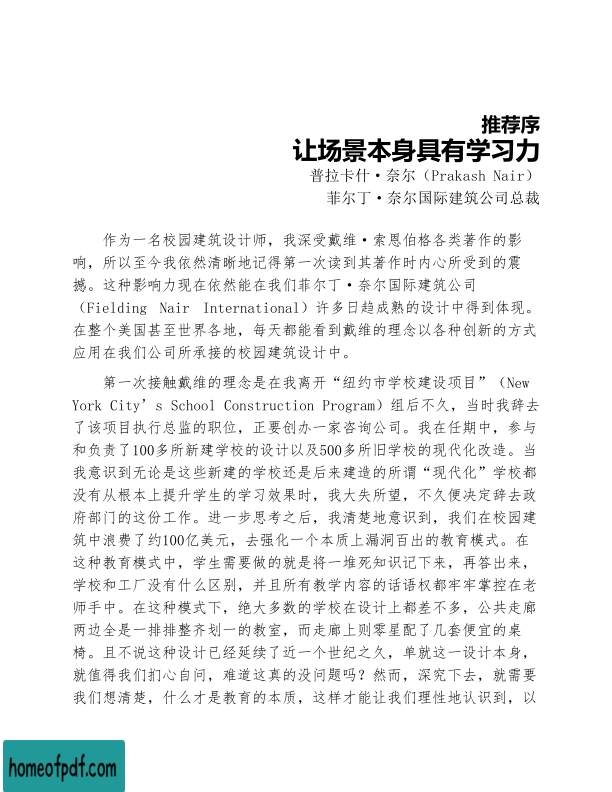 推荐序
让场景本身具有学习力
普拉卡什·奈尔（Prakash Nair）
菲尔丁·奈尔国际建筑公司总裁
作为一名校园建筑设计师，我深受戴维·索恩伯格各类著作的影
响，所以至今我依然清晰地记得第一次读到其著作时内心所受到的震
撼。这种影响力现在依然能在我们菲尔丁·奈尔国际建筑公司
（Fielding Nair International）许多日趋成熟的设计中得到体现。
在整个美国甚至世界各地，每天都能看到戴维的理念以各种创新的方式
应用在我们公司所承接的校园建筑设计中。
第一次接触戴维的理念是在我离开“纽约市学校建设项目”（New
York City’s School Construction Program）组后不久，当时我辞去
了该项目执行总监的职位，正要创办一家咨询公司。我在任期中，参与
和负责了100多所新建学校的设计以及500多所旧学校的现代化改造。当
我意识到无论是这些新建的学校还是后来建造的所谓“现代化”学校都
没有从根本上提升学生的学习效果时，我大失所望，不久便决定辞去政
府部门的这份工作。进一步思考之后，我清楚地意识到，我们在校园建
筑中浪费了约100亿美元，去强化一个本质上漏洞百出的教育模式。在
这种教育模式中，学生需要做的就是将一堆死知识记下来，再答出来，
学校和工厂没有什么区别，并且所有教学内容的话语权都牢牢掌控在老
师手中。在这种模式下，绝大多数的学校在设计上都差不多，公共走廊
两边全是一排排整齐划一的教室，而走廊上则零星配了几套便宜的桌
椅。且不说这种设计已经延续了近一个世纪之久，单就这一设计本身，
就值得我们扪心自问，难道这真的没问题吗？然而，深究下去，就需要
我们想清楚，什么才是教育的本质，这样才能让我们理性地认识到，以
homeofpdf.com